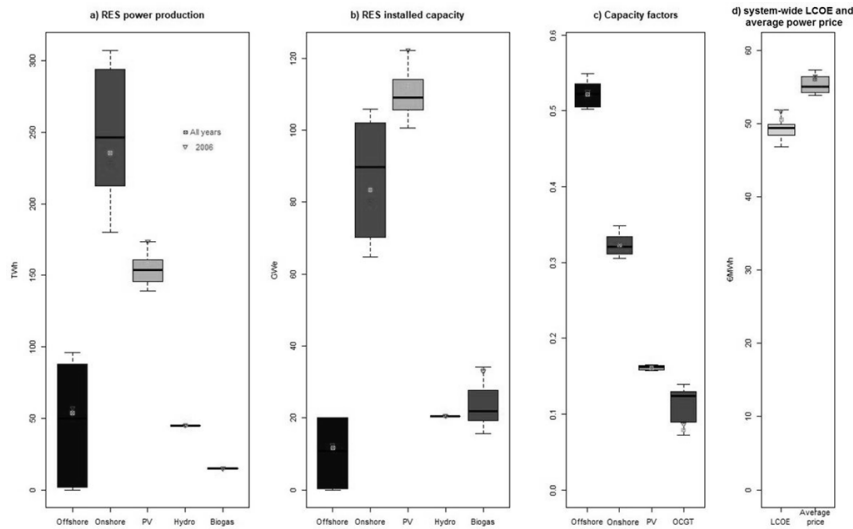 a) RES power production
TWh
0
50
100
150
200
250
300
All years
2006
Offshore
Onshore
PV
Hydro
Biogas
b) RES installed capacity
GWe
0
20
40
60
80
100
120
Offshore
Onshore
PV
Hydro
Biogas
c) Capacity factors
0.0
0.1
0.2
0.3
0.5
0.6
Offshore
Onshore
PV
OCGT
d) system-wide LCOE and
average power price
€/MWh
0
10
20
30
40
50
60
LCOE
Average
price